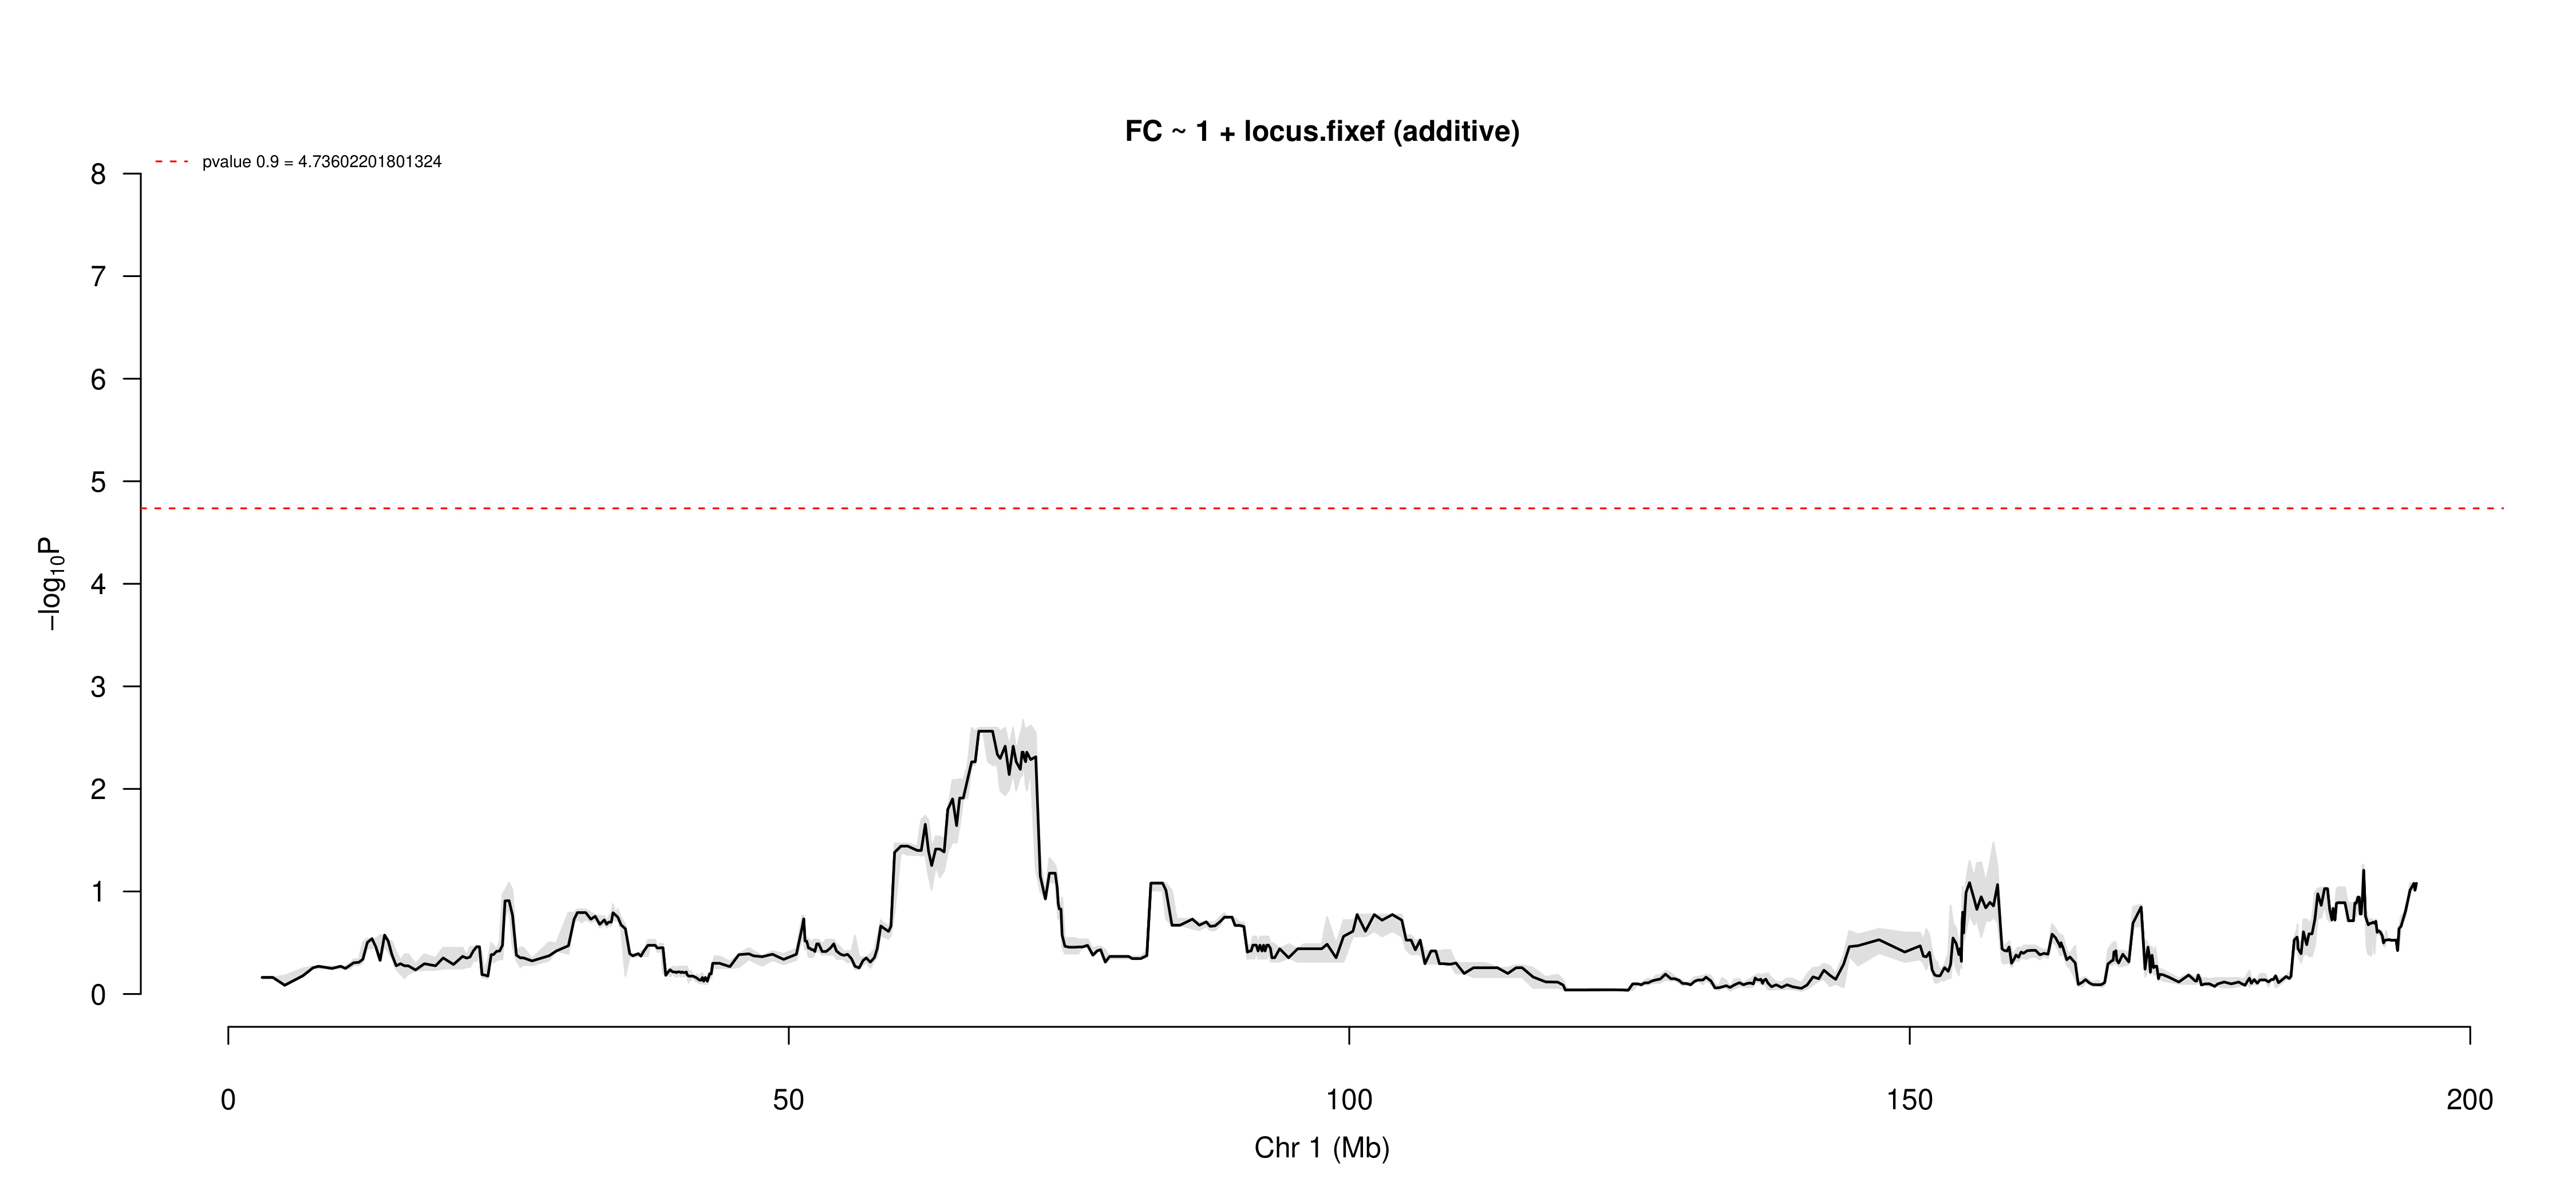 FC ~ 1 + locus.fixef (additive)
pvalue 0.9 = 4.73602201801324
8
7
6
5
4
3
2
1
0
−log10P
0 50 100 150 200
Chr 1 (Mb)